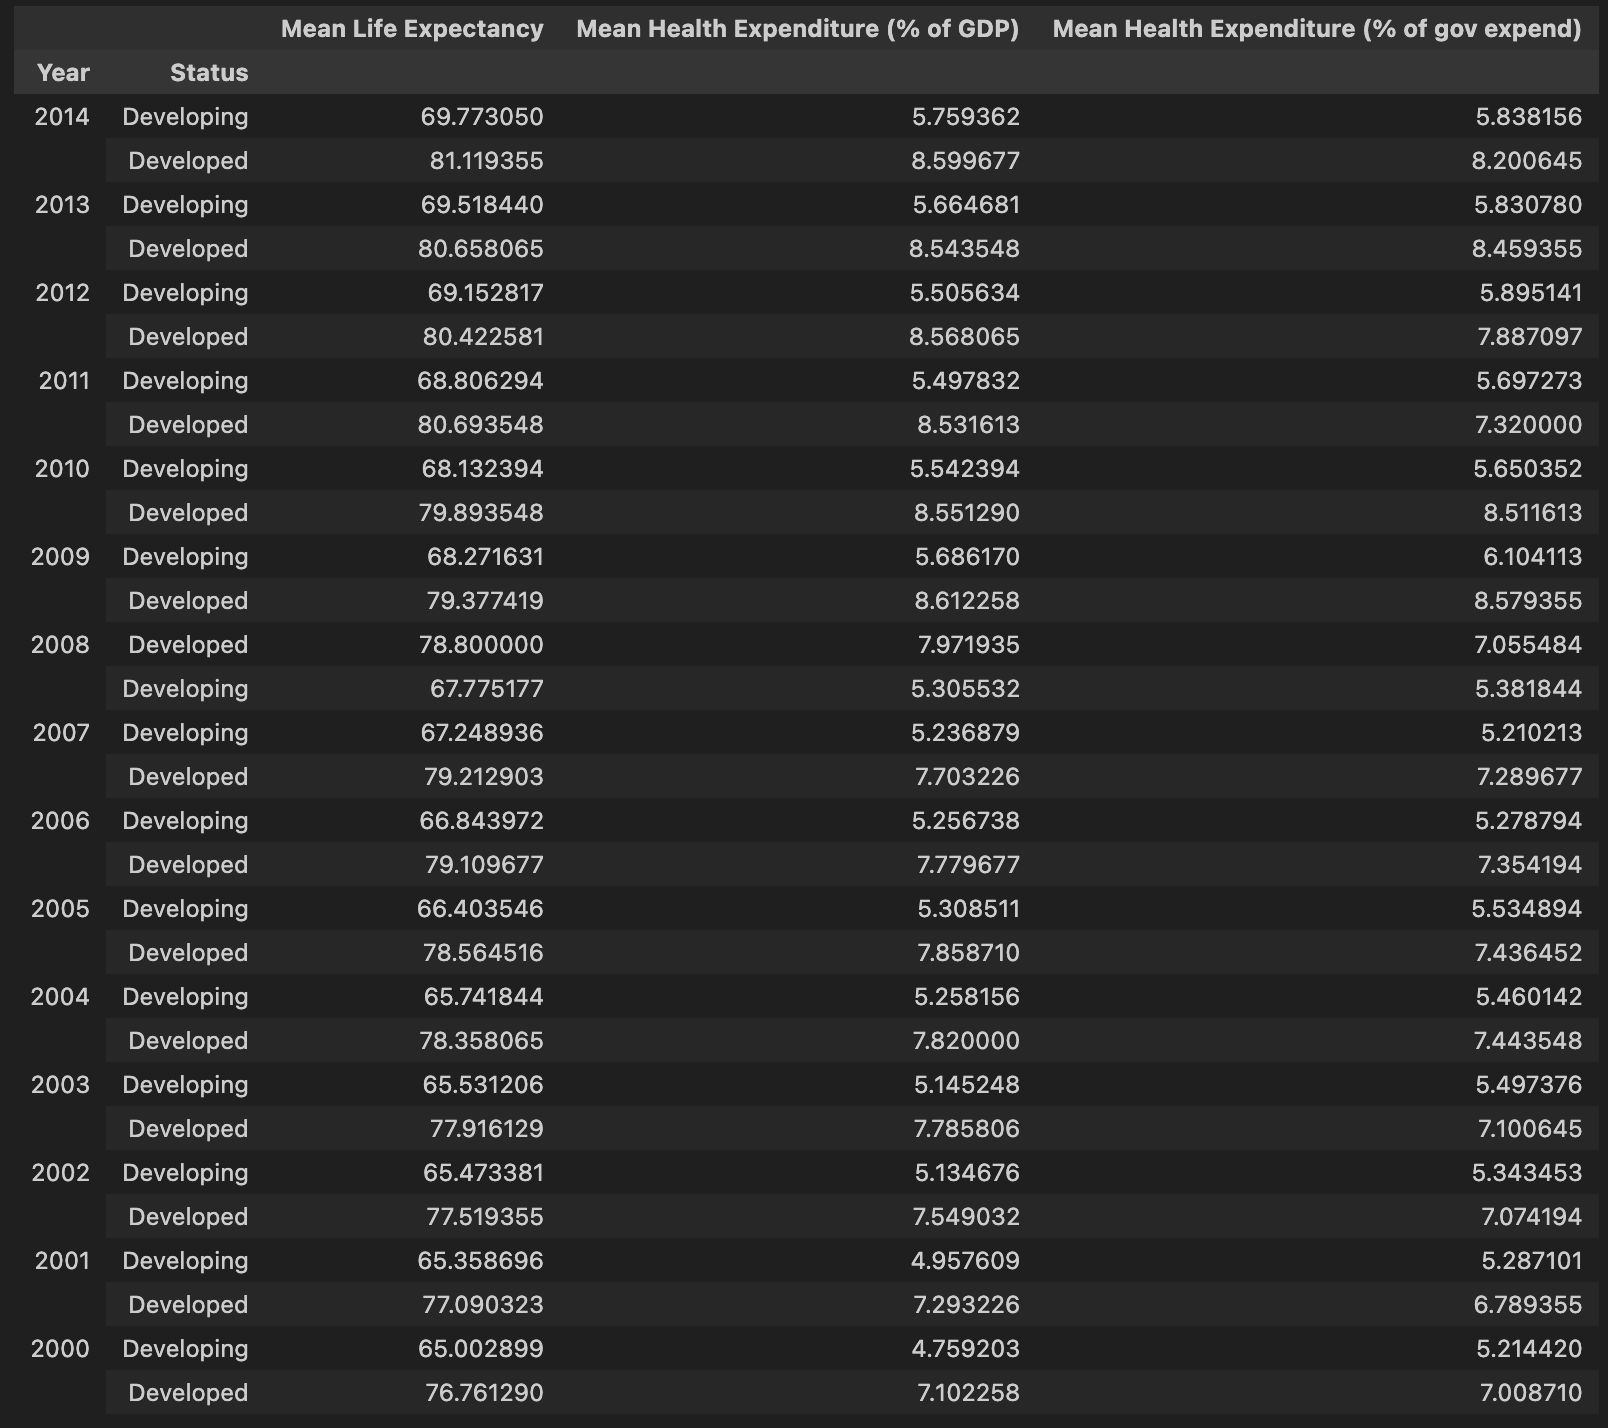 Mean Life Expectancy Mean Health Expenditure (% of GDP) Mean Health Expenditure (% of gov expend)
Year Status
2014 Developing 69.773050 5.759362 5.838156
Developed 81.119355 8.599677 8.200645
2013 Developing 69.518440 5.664681 5.830780
Developed 80.658065 8.543548 8.459355
2012 Developing 69.152817 5.505634 5.895141
Developed 80.422581 8.568065 7.887097
2011 Developing 68.806294 5.497832 5.697273
Developed 80.693548 8.531613 7.320000
2010 Developing 68.132394 5.542394 5.650352
Developed 79.893548 8.551290 8.511613
2009 Developing 68.271631 5.686170 6.104113
Developed 79.377419 8.612258 8.579355
2008 Developed 78.800000 7.971935 7.055484
Developing 67.775177 5.305532 5.381844
2007 Developing 67.248936 5.236879 5.210213
Developed 79.212903 7.703226 7.289677
2006 Developing 66.843972 5.256738 5.278794
Developed 79.109677 7.779677 7.354194
2005 Developing 66.403546 5.308511 5.534894
Developed 78.564516 7.858710 7.436452
2004 Developing 65.741844 5.258156 5.460142
Developed 78.358065 7.820000 7.443548
2003 Developing 65.531206 5.145248 5.497376
Developed 77.916129 7.785806 7.100645
2002 Developing 65.473381 5.134676 5.343453
Developed 77.519355 7.549032 7.074194
2001 Developing 65.358696 4.957609 5.287101
Developed 77.090323 7.293226 6.789355
2000 Developing 65.002899 4.759203 5.214420
Developed 76.761290 7.102258 7.008710